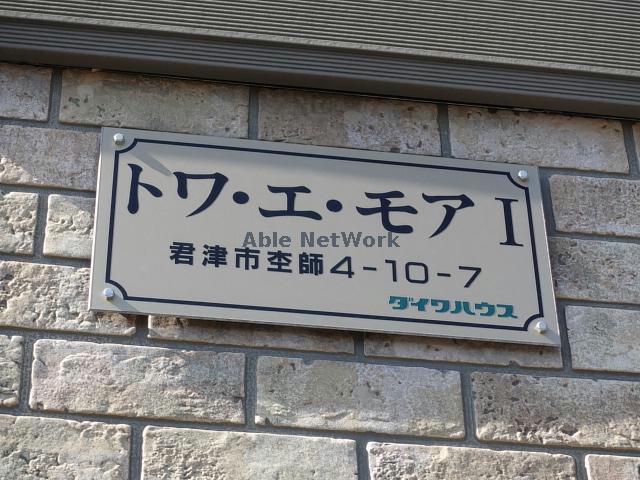 トワ・エ・モア I
Able NetWork
君津市杢師4-10-7
ダイワハウス